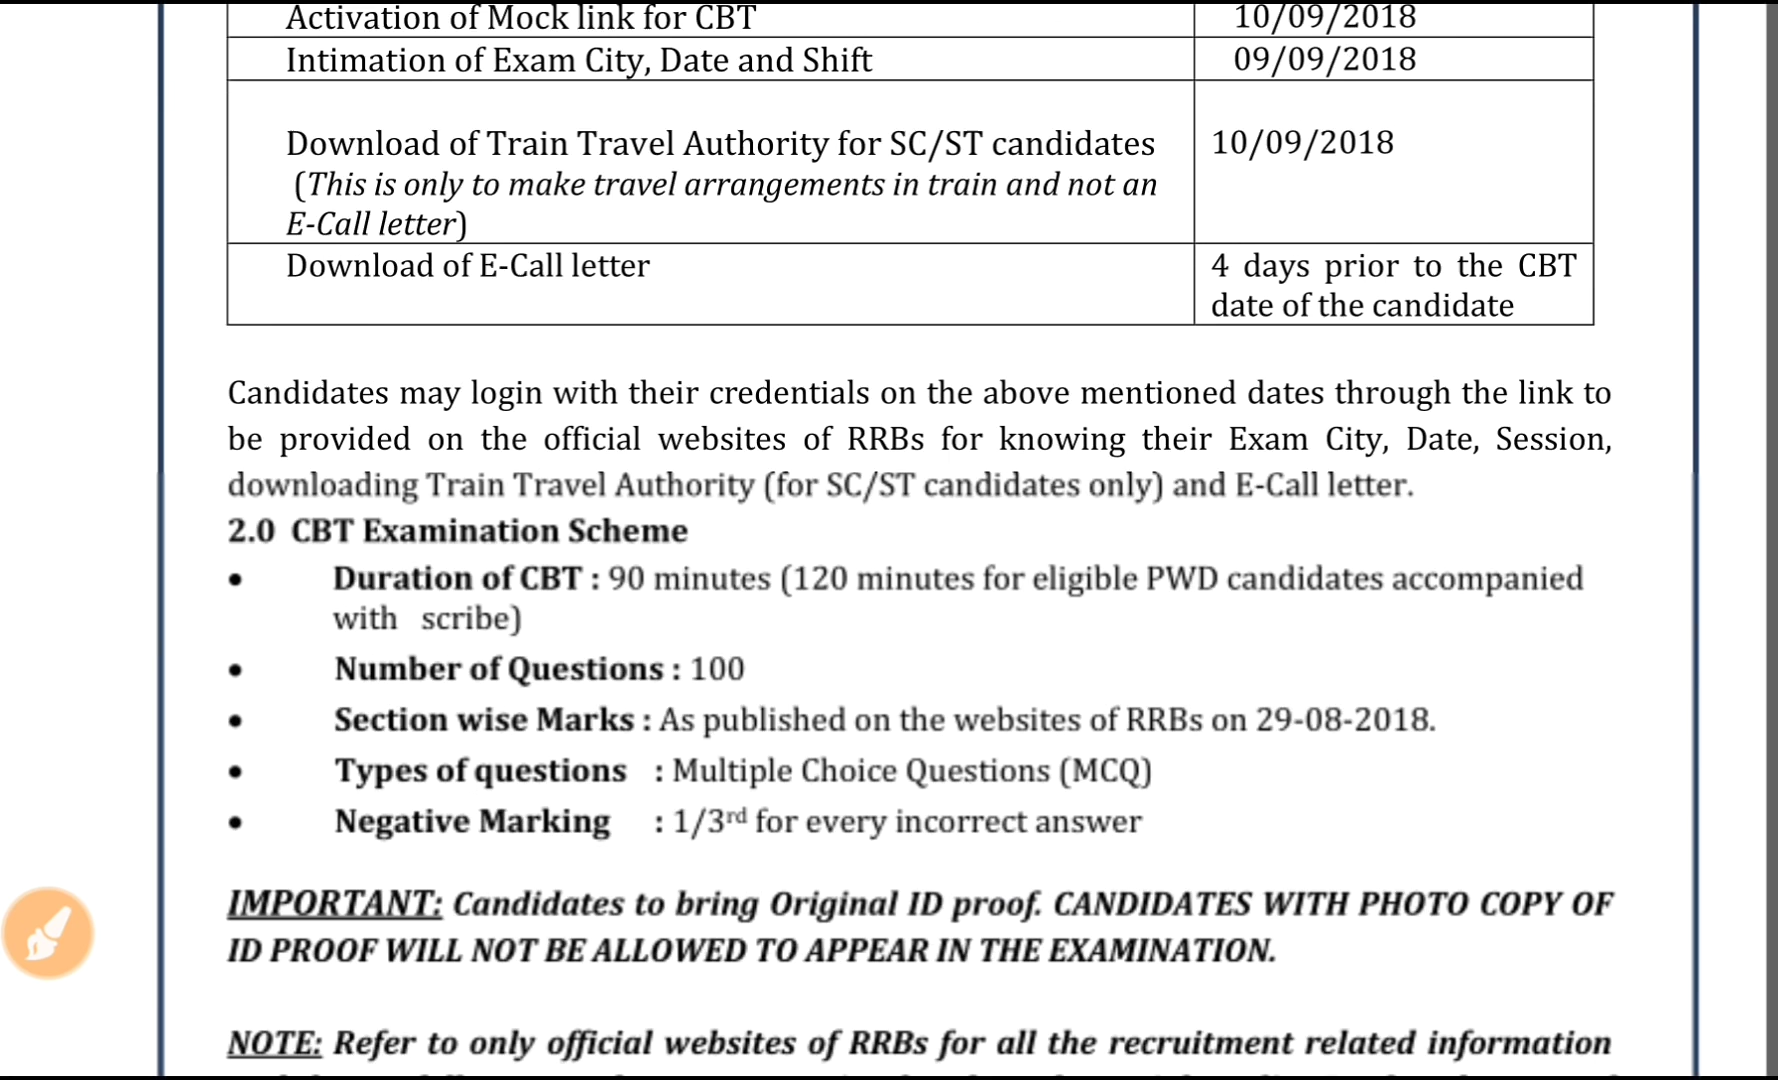 Activation of Mock link for CBT 10/09/2018
Intimation of Exam City, Date and Shift 09/09/2018
Download of Train Travel Authority for SC/ST candidates 10/09/2018
(This is only to make travel arrangements in train and not an
E-Call letter)
Download of E-Call letter 4 days prior to the CBT
date of the candidate
Candidates may login with their credentials on the above mentioned dates through the link to
be provided on the official websites of RRBs for knowing their Exam City, Date, Session,
downloading Train Travel Authority (for SC/ST candidates only) and E-Call letter.
2.0 CBT Examination Scheme
• Duration of CBT : 90 minutes (120 minutes for eligible PWD candidates accompanied
with scribe)
• Number of Questions : 100
• Section wise Marks : As published on the websites of RRBs on 29-08-2018.
• Types of questions : Multiple Choice Questions (MCQ)
• Negative Marking : 1/3rd for every incorrect answer
IMPORTANT: Candidates to bring Original ID proof. CANDIDATES WITH PHOTO COPY OF
ID PROOF WILL NOT BE ALLOWED TO APPEAR IN THE EXAMINATION.
NOTE: Refer to only official websites of RRBs for all the recruitment related information